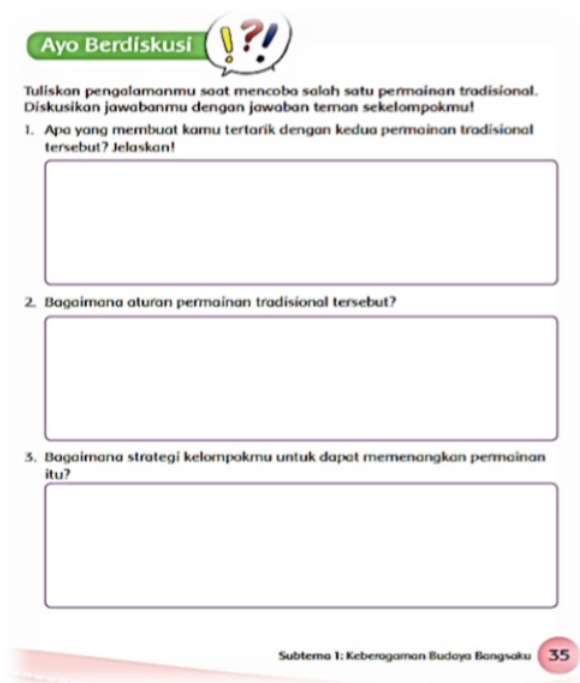 Ayo Berdiskusi
!?!
Tuliskan pengalamanmu saat mencoba salah satu permainan tradisional.
Diskusikan jawabanmu dengan jawaban teman sekelompokmu!
1. Apa yang membuat kamu tertarik dengan kedua permainan tradisional
tersebut? Jelaskan!
2. Bagaimana aturan permainan tradisional tersebut?
3. Bagaimana strategi kelompokmu untuk dapat memenangkan permainan
itu?
Subtema 1: Keberagaman Budaya Bangsaku 35